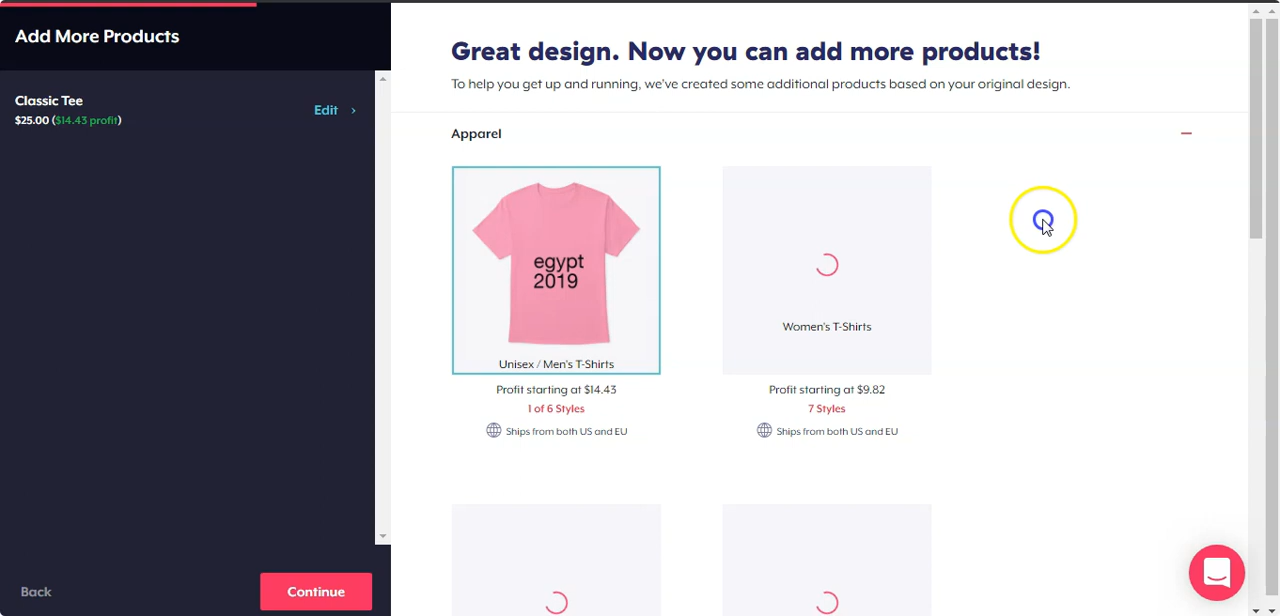 Add More Products
Classic Tee
$25.00 ($14.43 profit)
Edit
Back
Continue
Great design. Now you can add more products!
To help you get up and running, we've created some additional products based on your original design.
Apparel
egypt
2019
Unisex / Men's T-Shirts
Profit starting at $14.43
1 of 6 Styles
Ships from both US and EU
Women's T-Shirts
Profit starting at $9.82
7 Styles
Ships from both US and EU